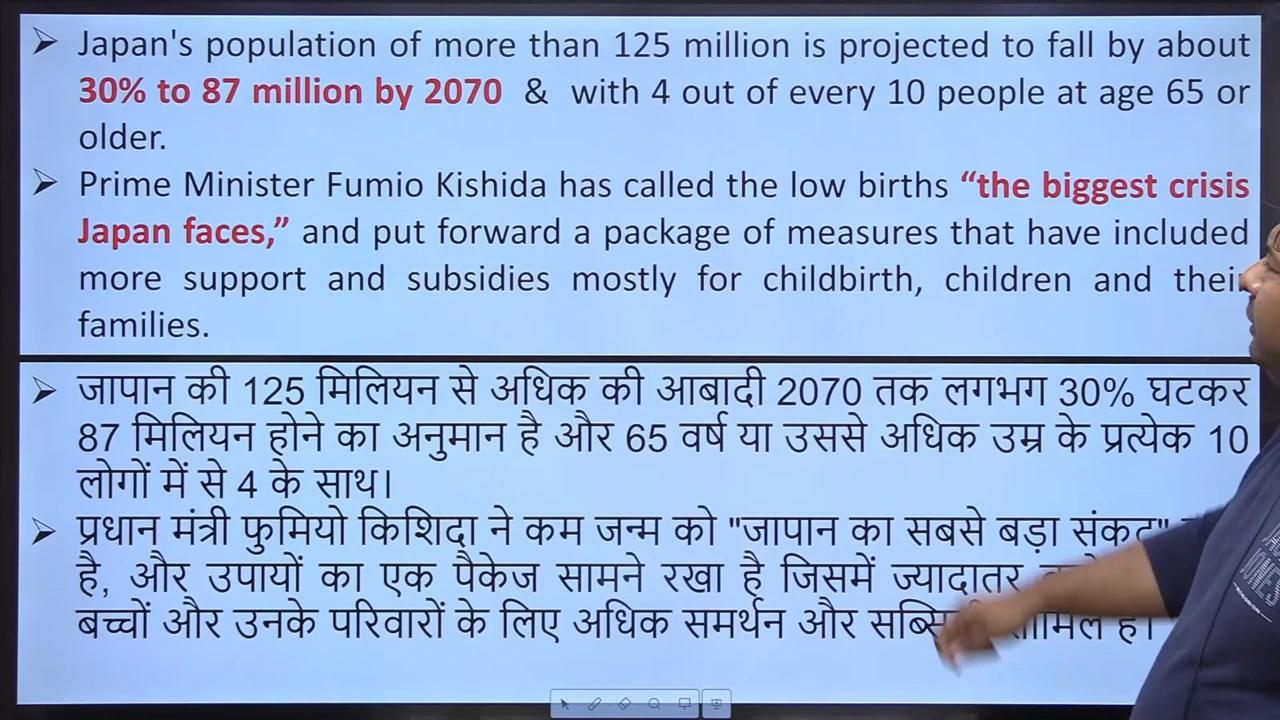 ➢ Japan's population of more than 125 million is projected to fall by about
30% to 87 million by 2070 & with 4 out of every 10 people at age 65 or
older.
➢ Prime Minister Fumio Kishida has called the low births “the biggest crisis
Japan faces,” and put forward a package of measures that have included
more support and subsidies mostly for childbirth, children and their
families.
➢ जापान की 125 मिलियन से अधिक की आबादी 2070 तक लगभग 30% घटकर
87 मिलियन होने का अनुमान है और 65 वर्ष या उससे अधिक उम्र के प्रत्येक 10
लोगों में से 4 के साथ।
➢ प्रधान मंत्री फुमियो किशिदा ने कम जन्म को "जापान का सबसे बड़ा संकट"
है, और उपायों का एक पैकेज सामने रखा है जिसमें ज्यादातर
बच्चों और उनके परिवारों के लिए अधिक समर्थन और है।